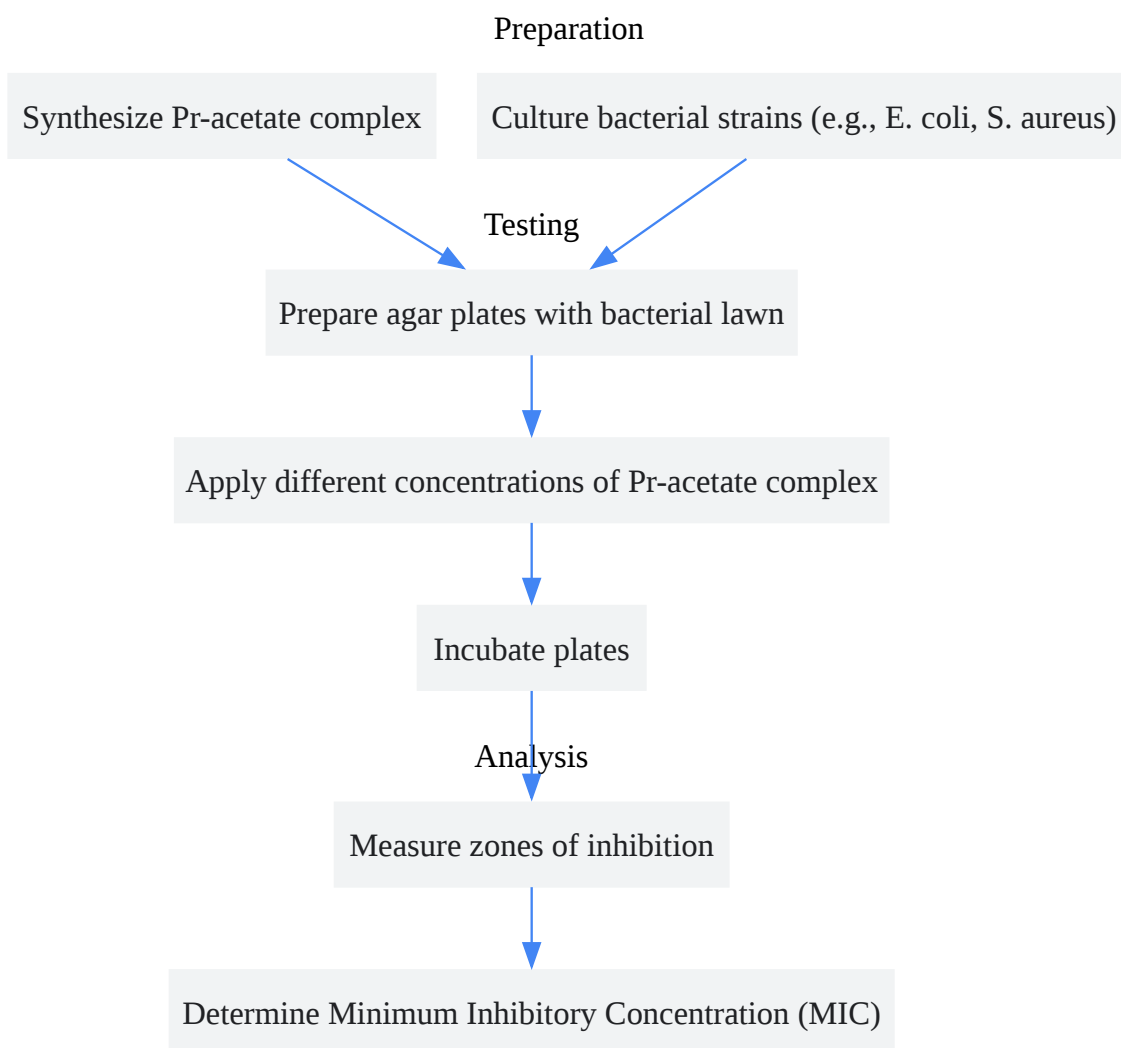 Preparation
Synthesize Pr-acetate complex
Culture bacterial strains (e.g., E. coli, S. aureus)
Testing
Prepare agar plates with bacterial lawn
Apply different concentrations of Pr-acetate complex
Incubate plates
Analysis
Measure zones of inhibition
Determine Minimum Inhibitory Concentration (MIC)